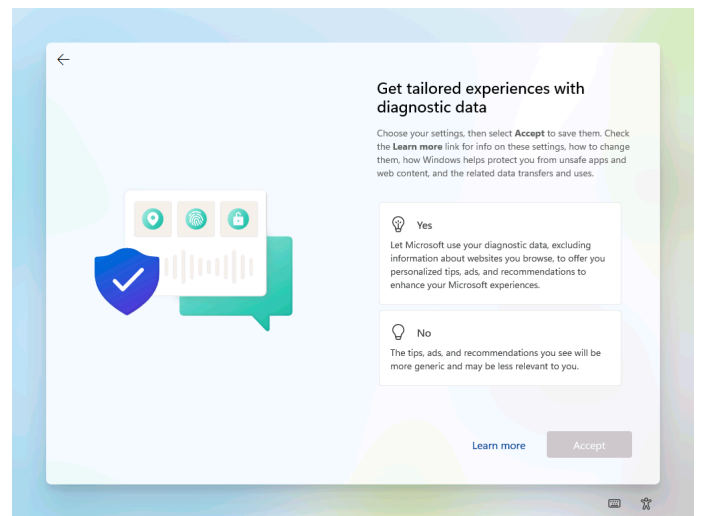 Get tailored experiences with
diagnostic data
Choose your settings, then select Accept to save them. Check
the Learn more link for info on these settings, how to change
them, how Windows helps protect you from unsafe apps and
web content, and the related data transfers and uses.
Yes
Let Microsoft use your diagnostic data, excluding
information about websites you browse, to offer you
personalized tips, ads, and recommendations to
enhance your Microsoft experiences.
No
The tips, ads, and recommendations you see will be
more generic and may be less relevant to you.
Learn more
Accept